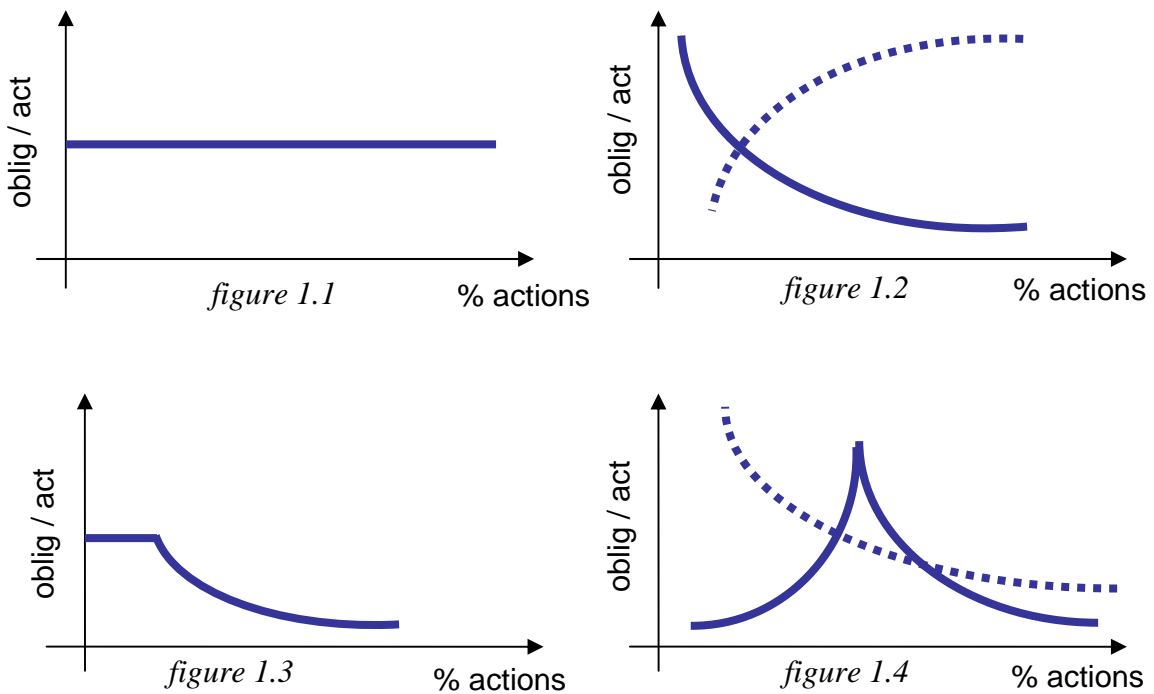 oblig / act
figure 1.1
% actions
oblig / act
figure 1.2
% actions
oblig / act
figure 1.3
% actions
oblig / act
figure 1.4
% actions